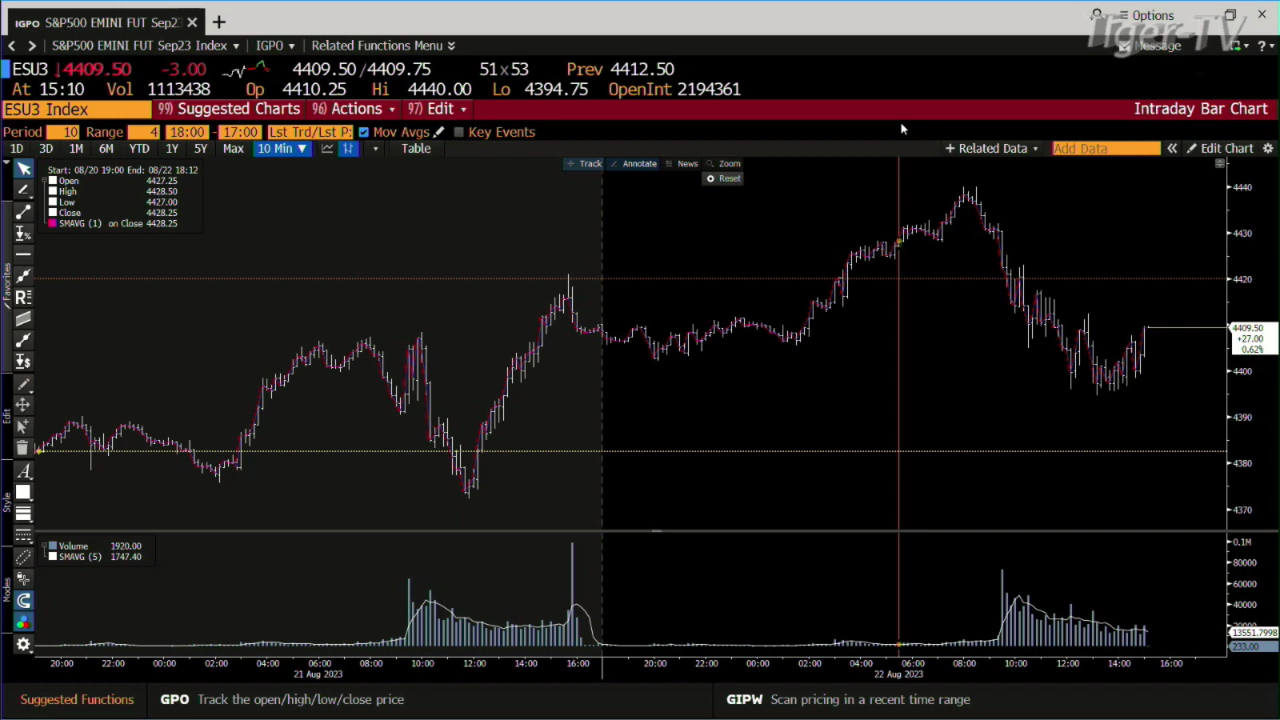 IGPO S&P500 EMINI FUT Sep23
Options
Tiger-TV
S&P500 EMINI FUT Sep23 Index IGPO Related Functions Menu
Message
ESU3 ↓4409.50 -3.00 4409.50/4409.75 51x53 Prev 4412.50
At 15:10 Vol 1113438 Op 4410.25 Hi 4440.00 Lo 4394.75 OpenInt 2194361
ESU3 Index 99) Suggested Charts 96) Actions 97) Edit Intraday Bar Chart
Period 10 Range 4 18:00 - 17:00 Lst Trd/Lst P: Mov Avgs Key Events
1D 3D 1M 6M YTD 1Y 5Y Max 10 Min Table + Related Data Add Data Edit Chart
Track Annotate News Zoom
Reset
Start: 08/20 19:00 End: 08/22 18:12
Open 4427.25
High 4428.50
Low 4427.00
Close 4428.25
SMAVG (1) on Close 4428.25
4440
4430
4420
4410
4409.50
+27.00
0.62%
4400
4390
4380
4370
Favorites
Edit
Style
Modes
Volume 1920.00
SMAVG (5) 1747.40
0.1M
80000
60000
40000
13551.7998
233.00
20:00 22:00 00:00 02:00 04:00 06:00 08:00 10:00 12:00 14:00 16:00 20:00 22:00 00:00 02:00 04:00 06:00 08:00 10:00 12:00 14:00 16:00
21 Aug 2023 22 Aug 2023
Suggested Functions GPO Track the open/high/low/close price GIPW Scan pricing in a recent time range